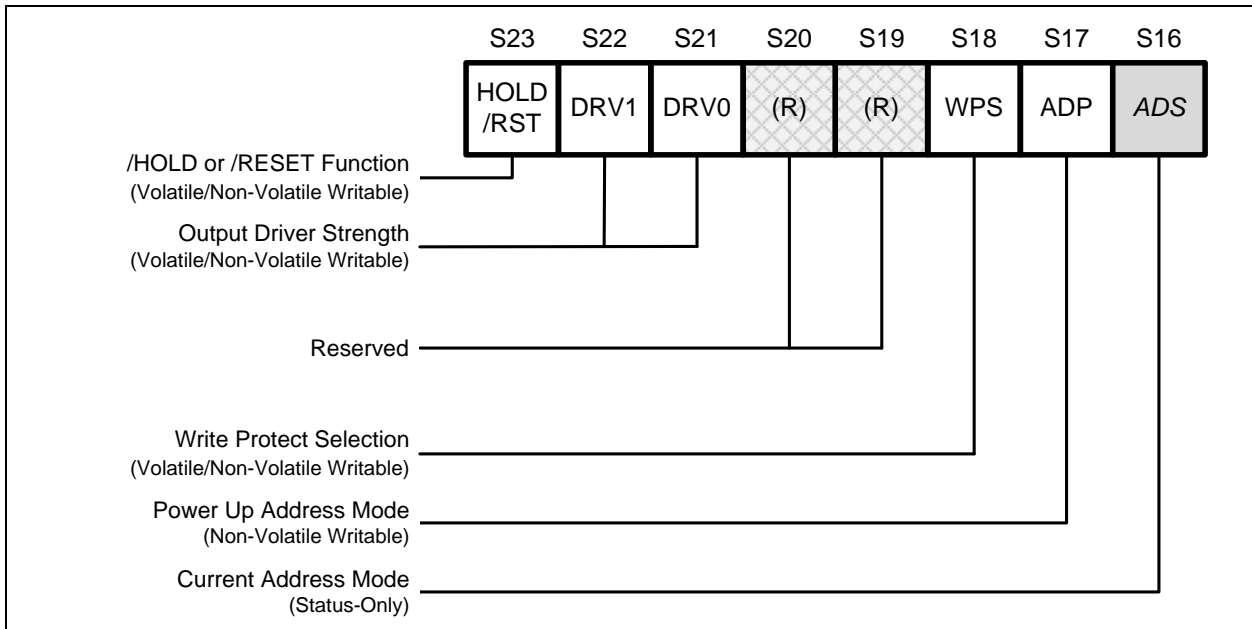 S23 S22 S21 S20 S19 S18 S17 S16
HOLD
/RST DRV1 DRV0 (R) (R) WPS ADP ADS
/HOLD or /RESET Function
(Volatile/Non-Volatile Writable)
Output Driver Strength
(Volatile/Non-Volatile Writable)
Reserved
Write Protect Selection
(Volatile/Non-Volatile Writable)
Power Up Address Mode
(Non-Volatile Writable)
Current Address Mode
(Status-Only)